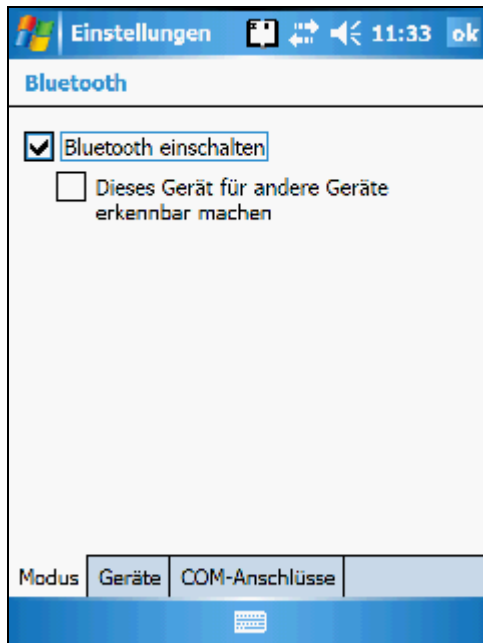 Einstellungen 11:33 ok
Bluetooth
Bluetooth einschalten
Dieses Gerät für andere Geräte
erkennbar machen
Modus Geräte COM-Anschlüsse